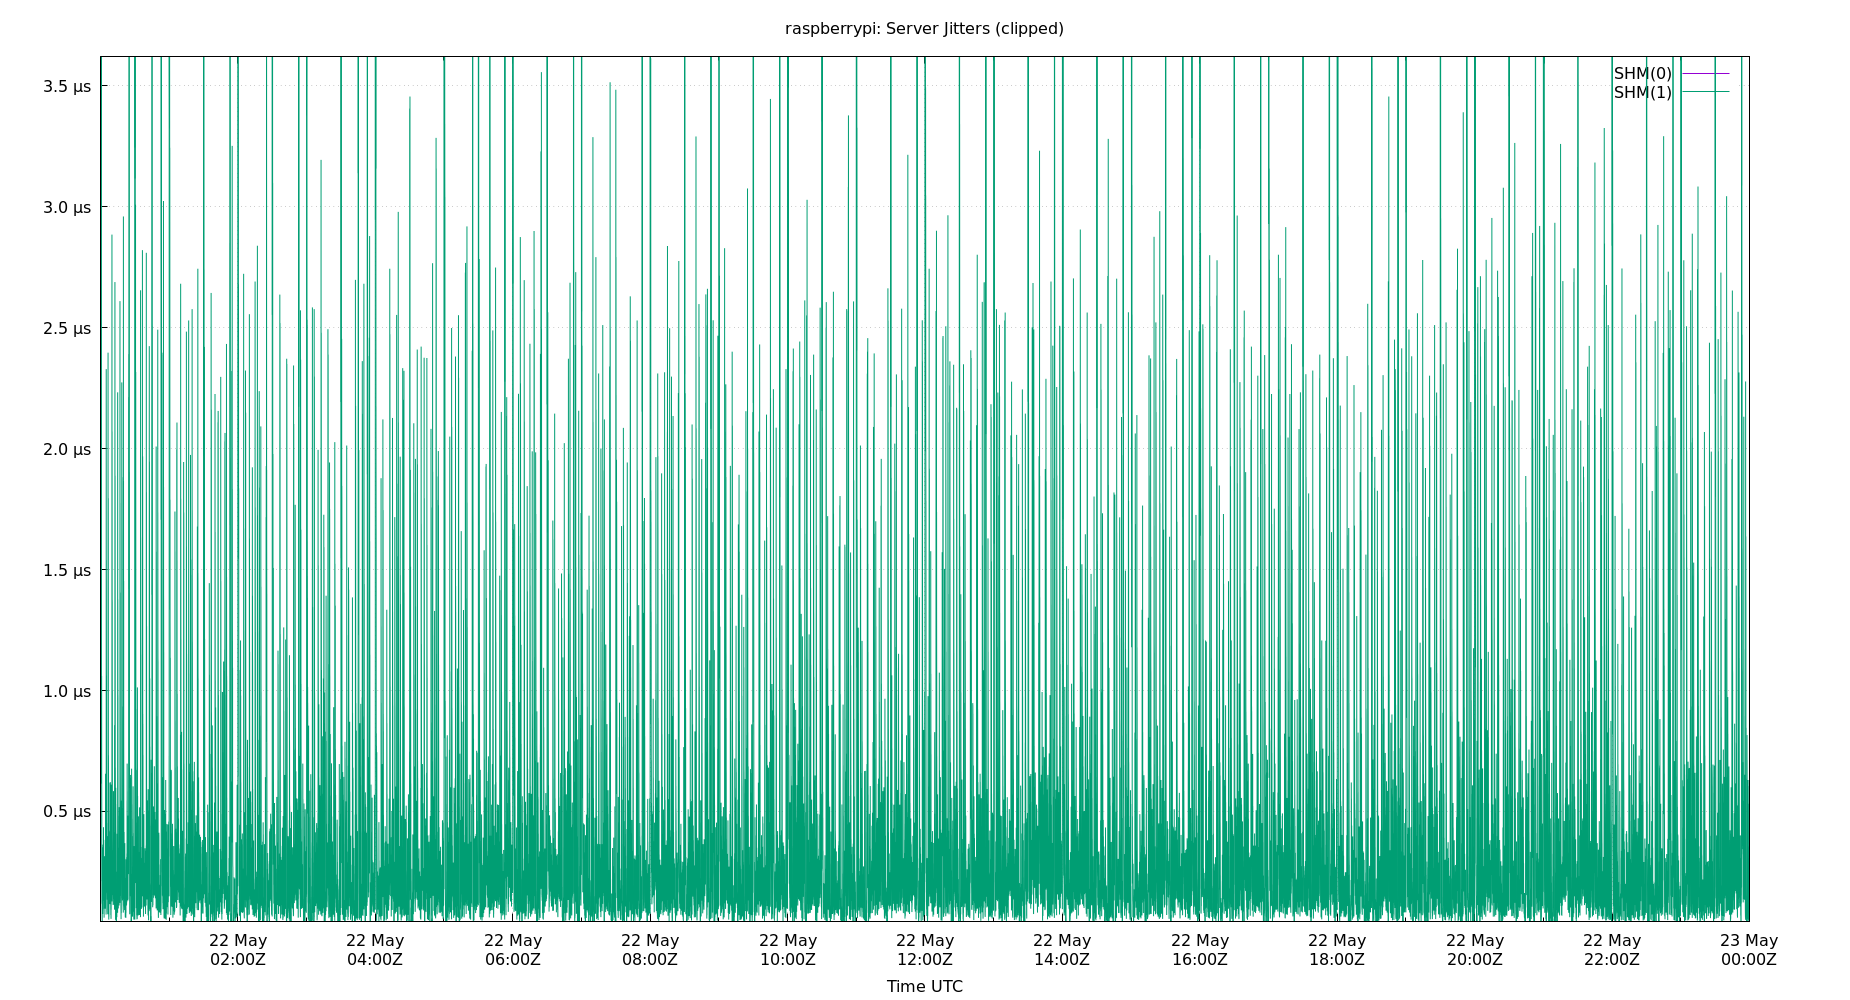 raspberrypi: Server Jitters (clipped)
SHM(0)
SHM(1)
3.5 µs
3.0 µs
2.5 µs
2.0 µs
1.5 µs
1.0 µs
0.5 µs
22 May 22 May 22 May 22 May 22 May 22 May 22 May 22 May 22 May 22 May 22 May 23 May
02:00Z 04:00Z 06:00Z 08:00Z 10:00Z 12:00Z 14:00Z 16:00Z 18:00Z 20:00Z 22:00Z 00:00Z
Time UTC